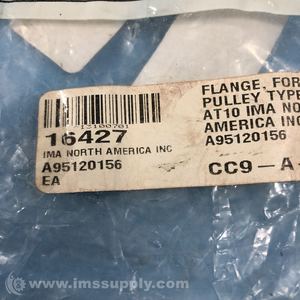 13100781
16427
IMA NORTH AMERICA INC
A95120156
EA
FLANGE, FOR
PULLEY TYPE
AT10 IMA NO
AMERICA INC
A95120156
CC9-A
© www.imssupply.com